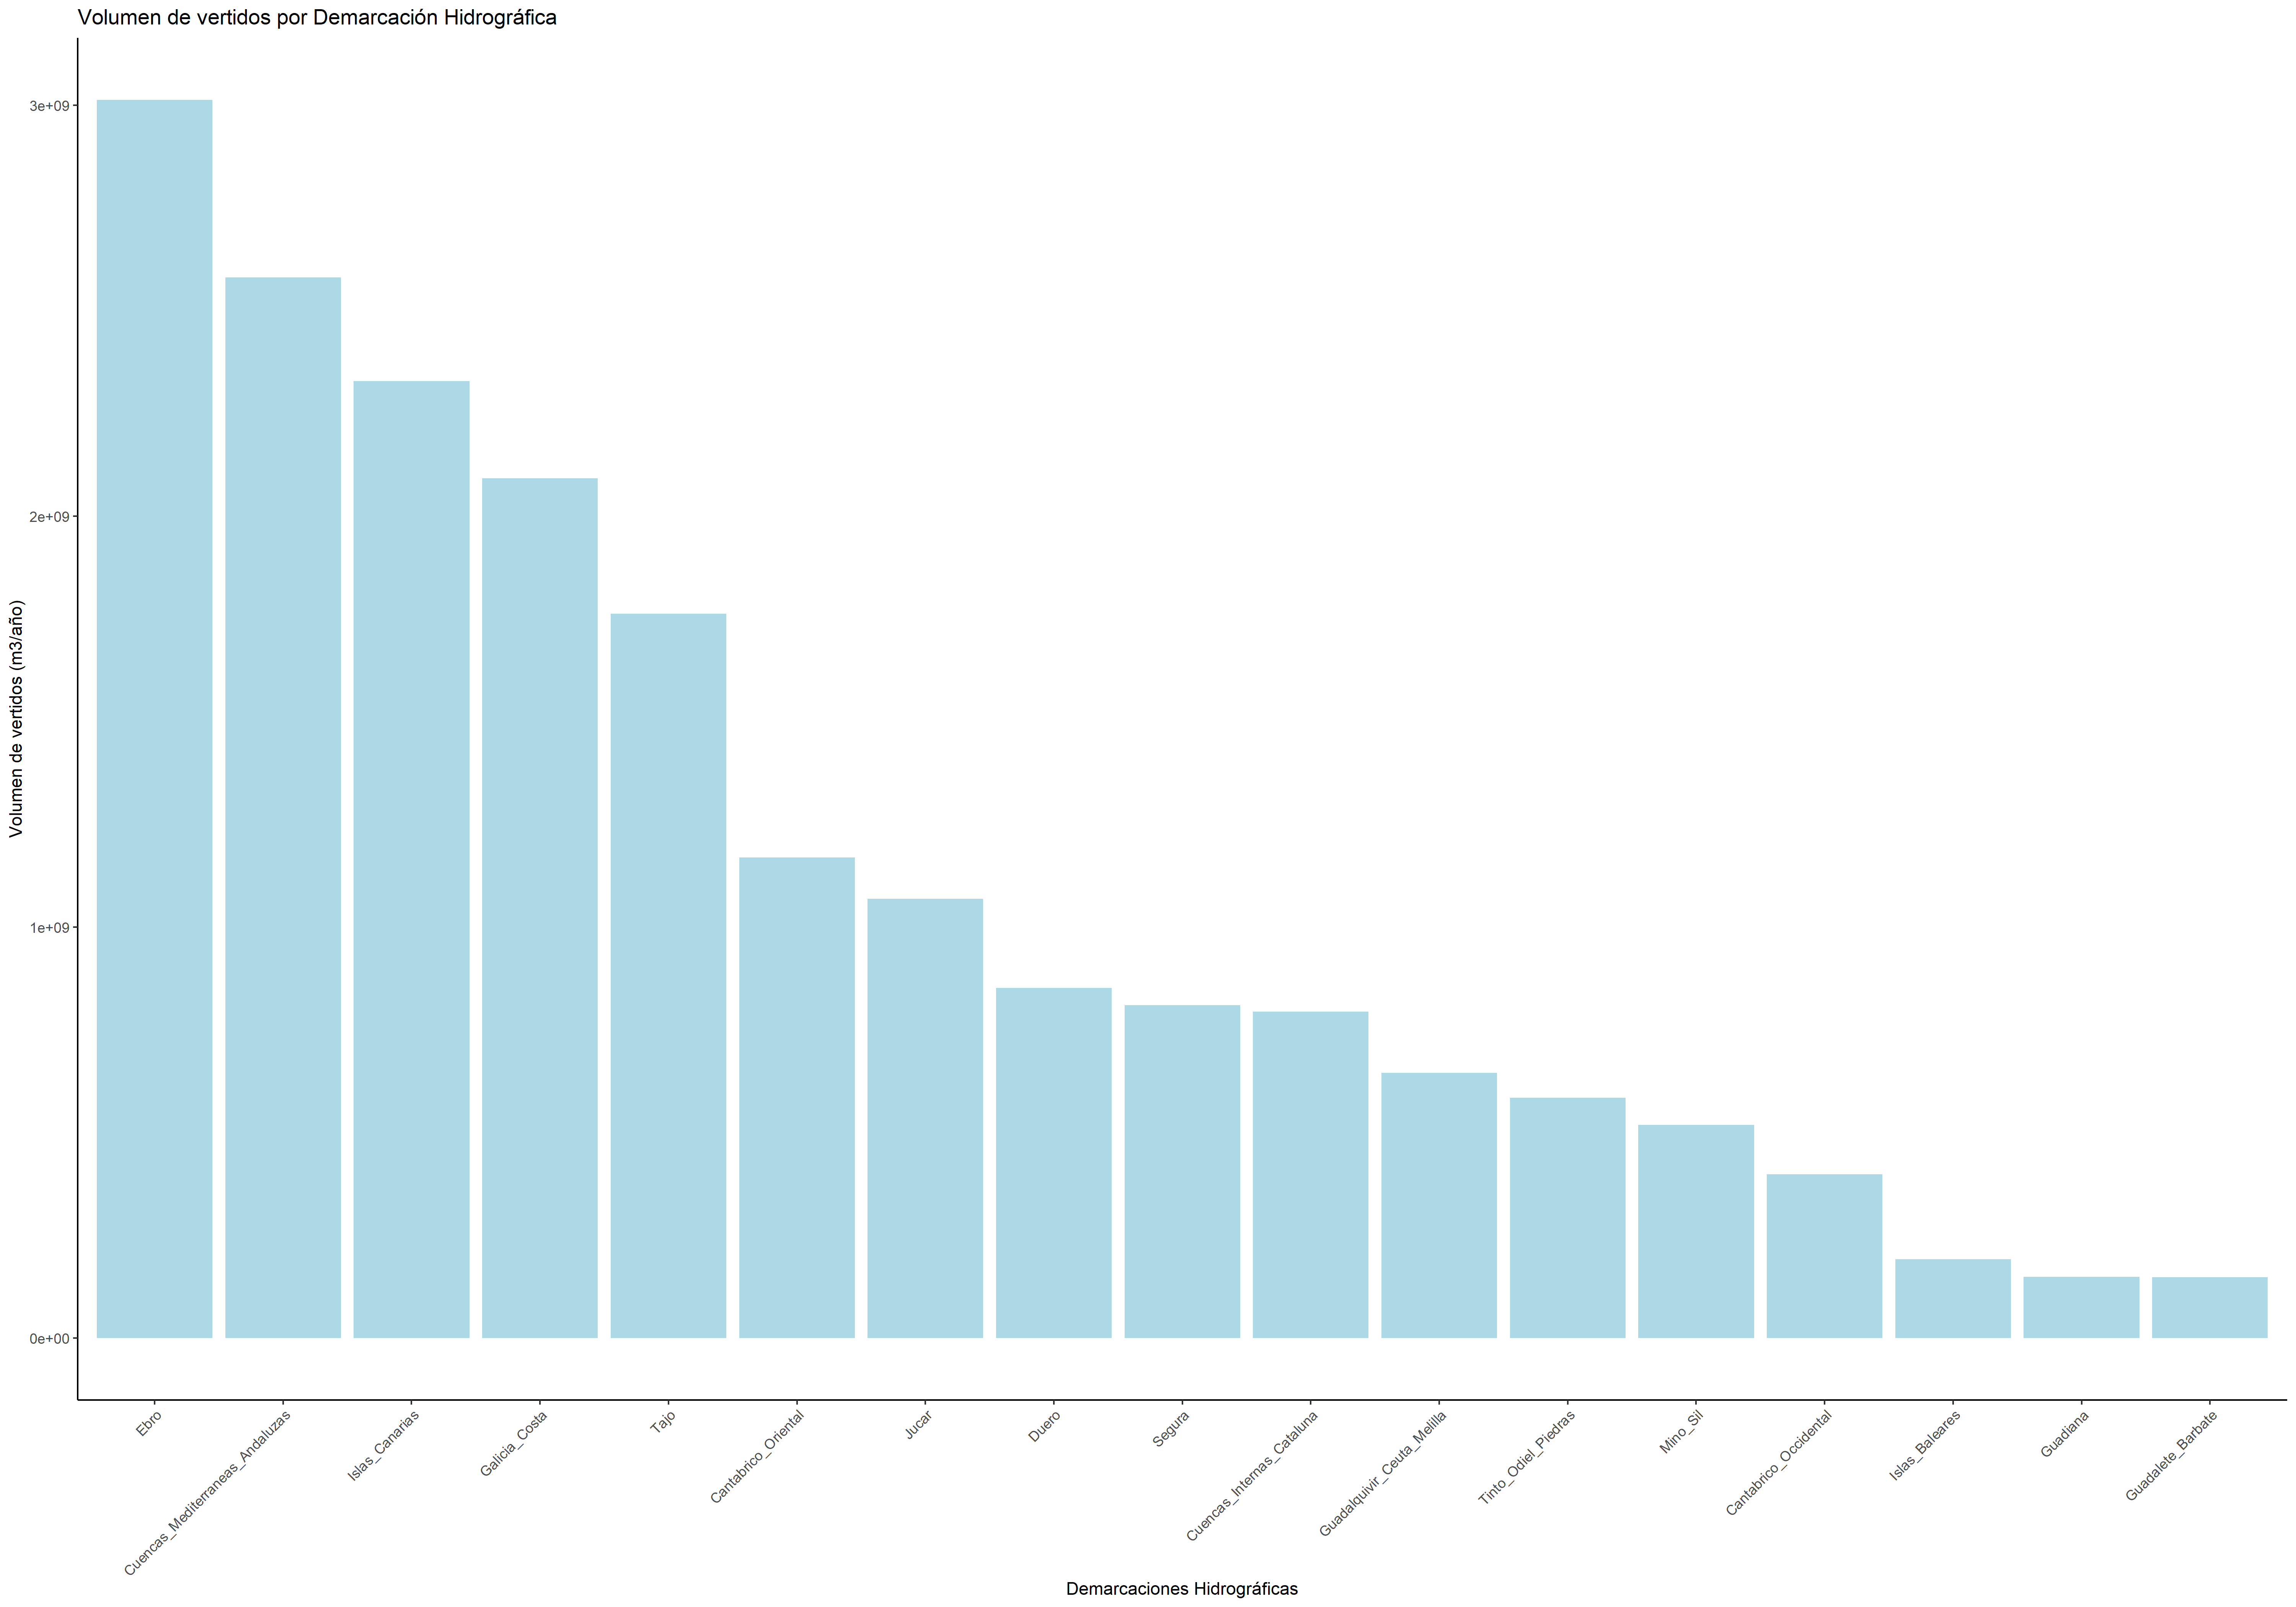 Volumen de vertidos por Demarcación Hidrográfica
Volumen de vertidos (m3/año)
3e+09
2e+09
1e+09
0e+00
Ebro
Cuencas_Mediterraneas_Andaluzas
Islas_Canarias
Galicia_Costa
Tajo
Cantabrico_Oriental
Jucar
Duero
Segura
Cuencas_Internas_Cataluna
Guadalquivir_Ceuta_Melilla
Tinto_Odiel_Piedras
Mino_Sil
Cantabrico_Occidental
Islas_Baleares
Guadiana
Guadalete_Barbate
Demarcaciones Hidrográficas